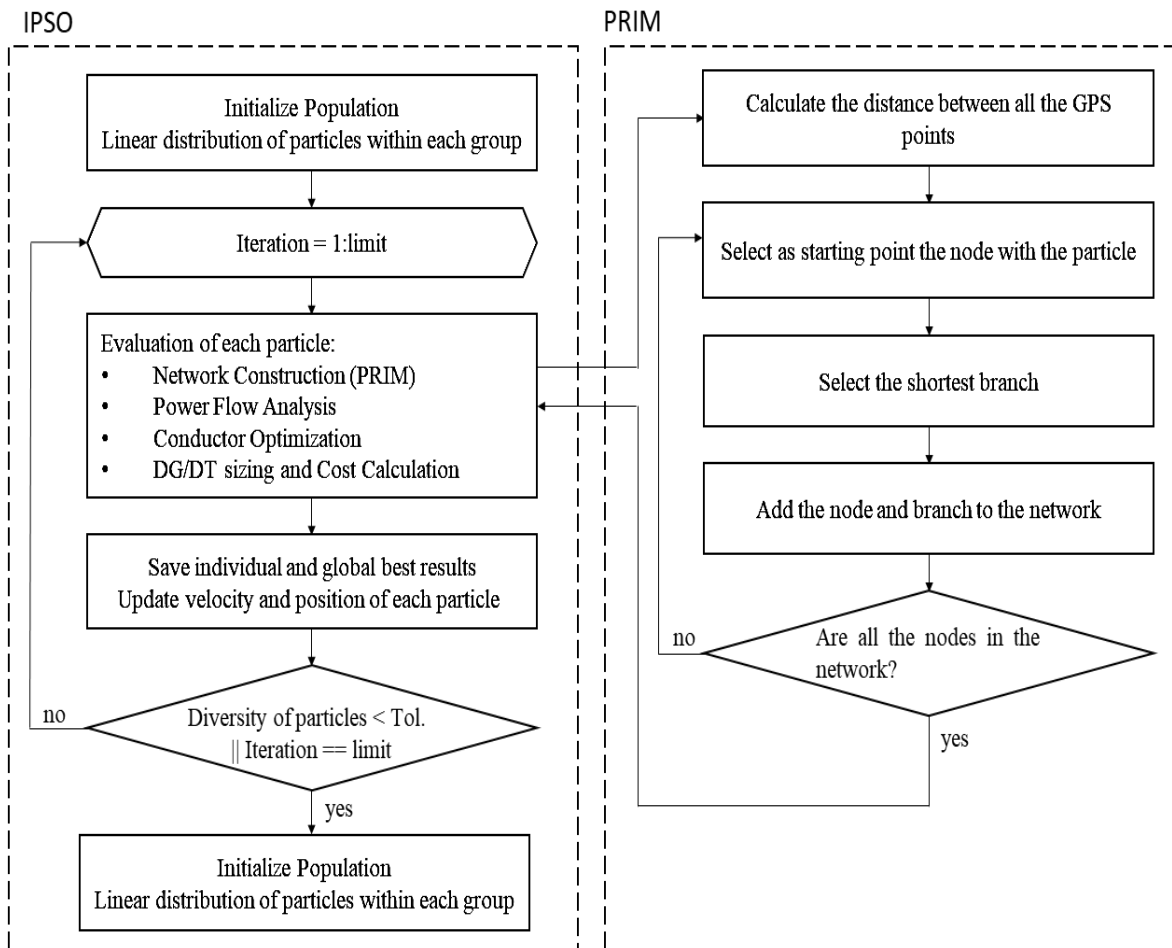 IPSO
Initialize Population
Linear distribution of particles within each group
Iteration = 1:limit
Evaluation of each particle:
• Network Construction (PRIM)
• Power Flow Analysis
• Conductor Optimization
• DG/DT sizing and Cost Calculation
Save individual and global best results
Update velocity and position of each particle
no
Diversity of particles < Tol.
|| Iteration == limit
yes
Initialize Population
Linear distribution of particles within each group
PRIM
Calculate the distance between all the GPS
points
Select as starting point the node with the particle
Select the shortest branch
Add the node and branch to the network
no
Are all the nodes in the
network?
yes